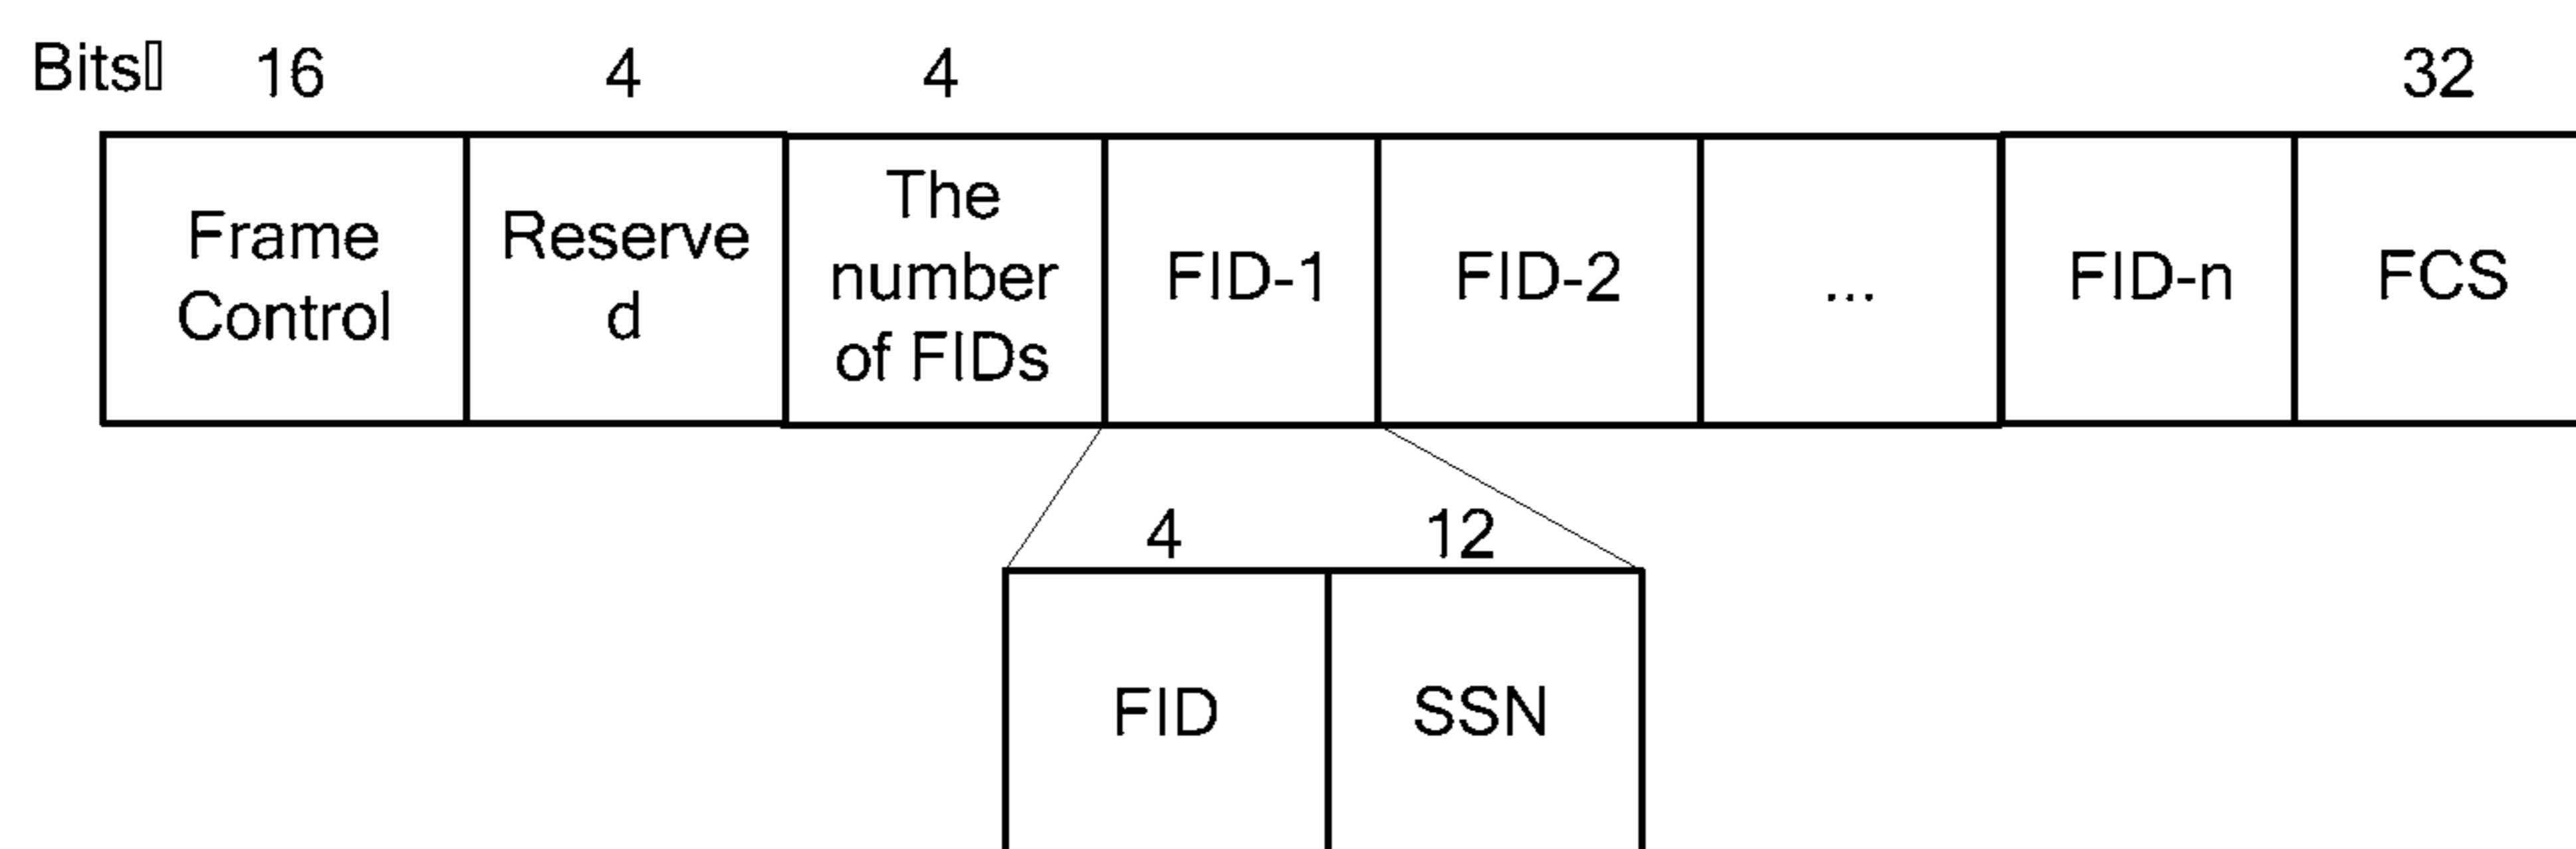 Bits 16 4 4 32
Frame
Control
Reserve
d
The
number
of FIDs
FID-1
FID-2
...
FID-n
FCS
4 12
FID
SSN